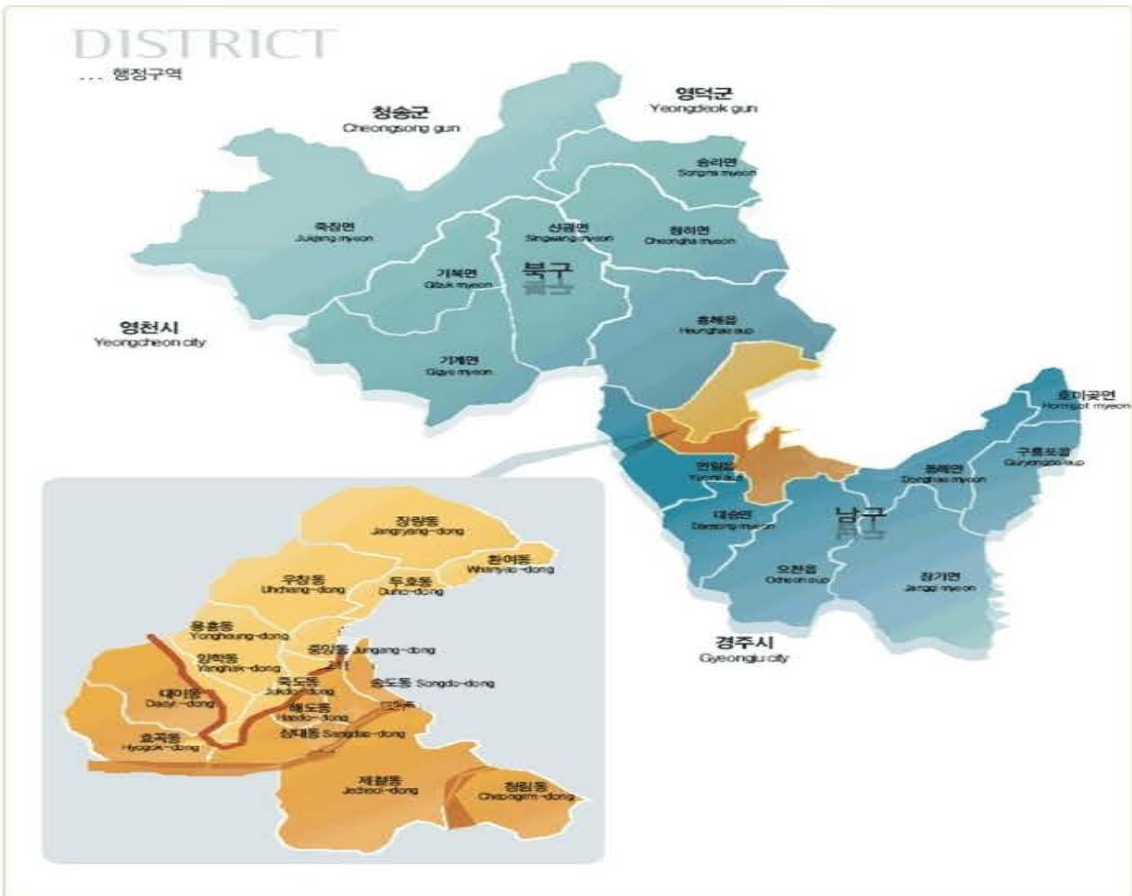 DISTRICT
... 행정구역
청송군
Cheongsong gun
영덕군
Yeongdeok gun
송라면
Songna myeon
죽장면
Jukjang myeon
신광면
Singwang myeon
청하면
Cheongha myeon
기북면
Gibuk myeon
북구
흥해읍
Heunghae eup
영천시
Yeongcheon city
기계면
Gigye myeon
호미곶면
Homigot myeon
구룡포읍
Guryongpo eup
동해면
Donghae myeon
연일읍
Yeonil eup
대송면
Daesong myeon
남구
오천읍
Ocheon eup
장기면
Janggi myeon
경주시
Gyeongju city
장량동
Jangryang-dong
환여동
Whanyeo-dong
우창동
Uhchang-dong
두호동
Duho-dong
용흥동
Yongheung-dong
중앙동 Jungang-dong
양학동
Yanghak-dong
죽도동
Jukdo-dong
송도동 Songdo-dong
대이동
Daeyi-dong
해도동
Haedo-dong
효곡동
Hyogok-dong
상대동 Sangdae-dong
제철동
Jecheol-dong
청림동
Cheongrim-dong